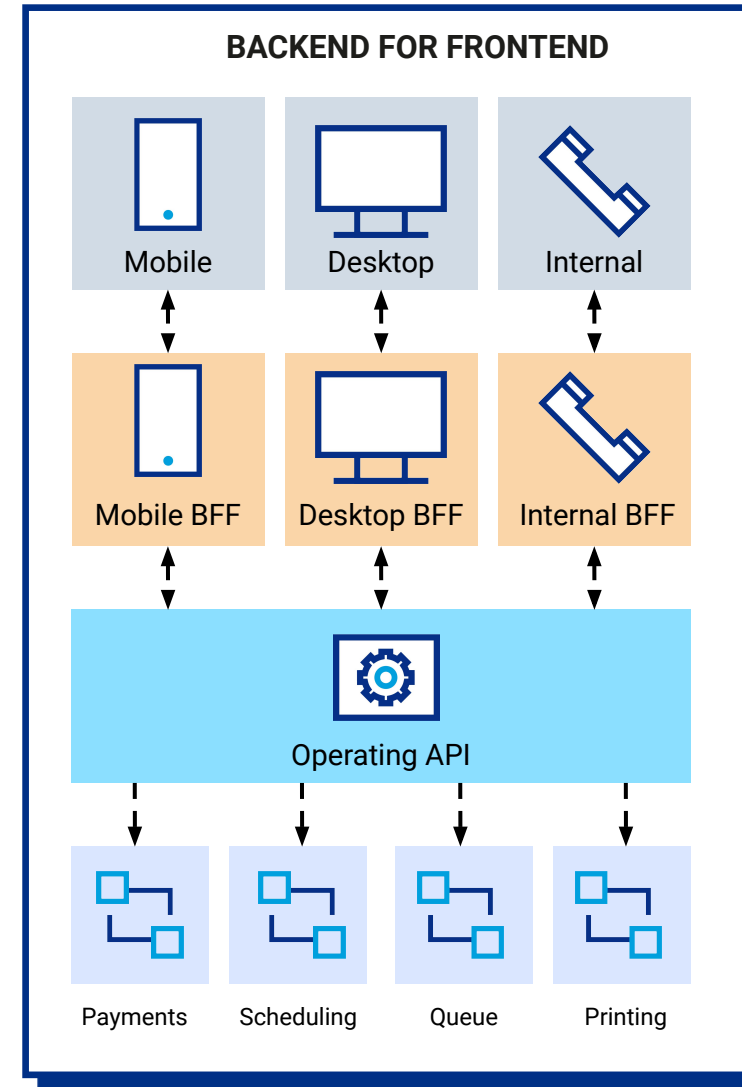 BACKEND FOR FRONTEND
Mobile
Desktop
Internal
Mobile BFF
Desktop BFF
Internal BFF
Operating API
Payments
Scheduling
Queue
Printing